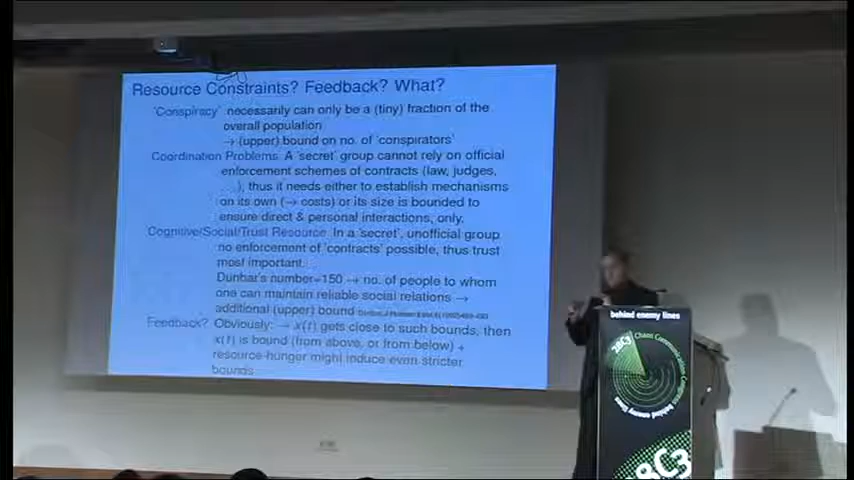 Resource Constraints? Feedback? What?
'Conspiracy' necessarily can only be a (tiny) fraction of the
overall population
→ (upper) bound on no. of 'conspirators'
Coordination Problems A 'secret' group cannot rely on official
enforcement schemes of contracts (law, judges,
), thus it needs either to establish mechanisms
on its own (→ costs) or its size is bounded to
ensure direct & personal interactions, only.
Cognitive/Social/Trust Resource In a 'secret', unofficial group
no enforcement of 'contracts' possible, thus trust
most important.
Dunbar's number~150 → no. of people to whom
one can maintain reliable social relations →
additional (upper) bound
Feedback? Obviously: → x(t) gets close to such bounds, then
x(t) is bound (from above, or from below) +
resource-hunger might induce even stricter
bounds
behind enemy lines
28C3
Chaos Communication
Congress behind enemy lines
8C3